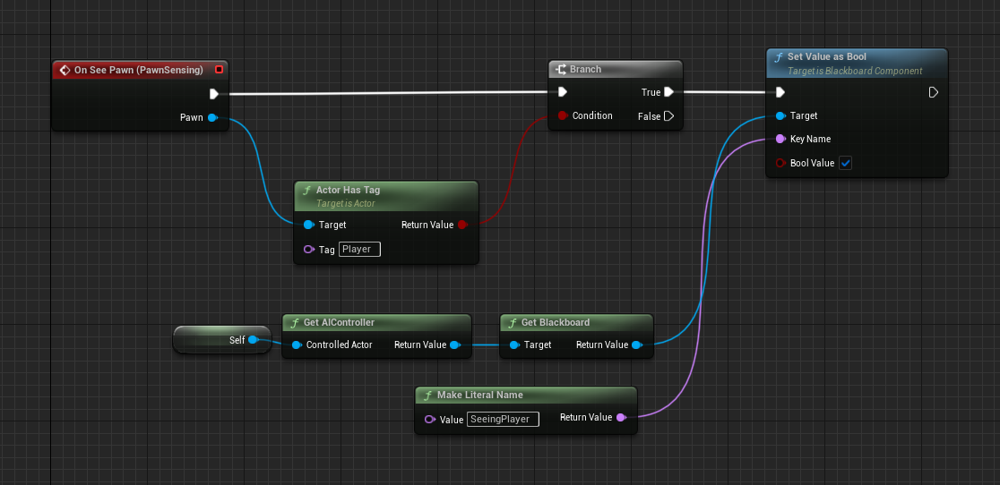 On See Pawn (PawnSensing)
Pawn
Branch
True
Condition
False
Set Value as Bool
Target is Blackboard Component
Target
Key Name
Bool Value
Actor Has Tag
Target is Actor
Target
Return Value
Tag
Player
Self
Get AIController
Controlled Actor
Return Value
Get Blackboard
Target
Return Value
Make Literal Name
Value
SeeingPlayer
Return Value